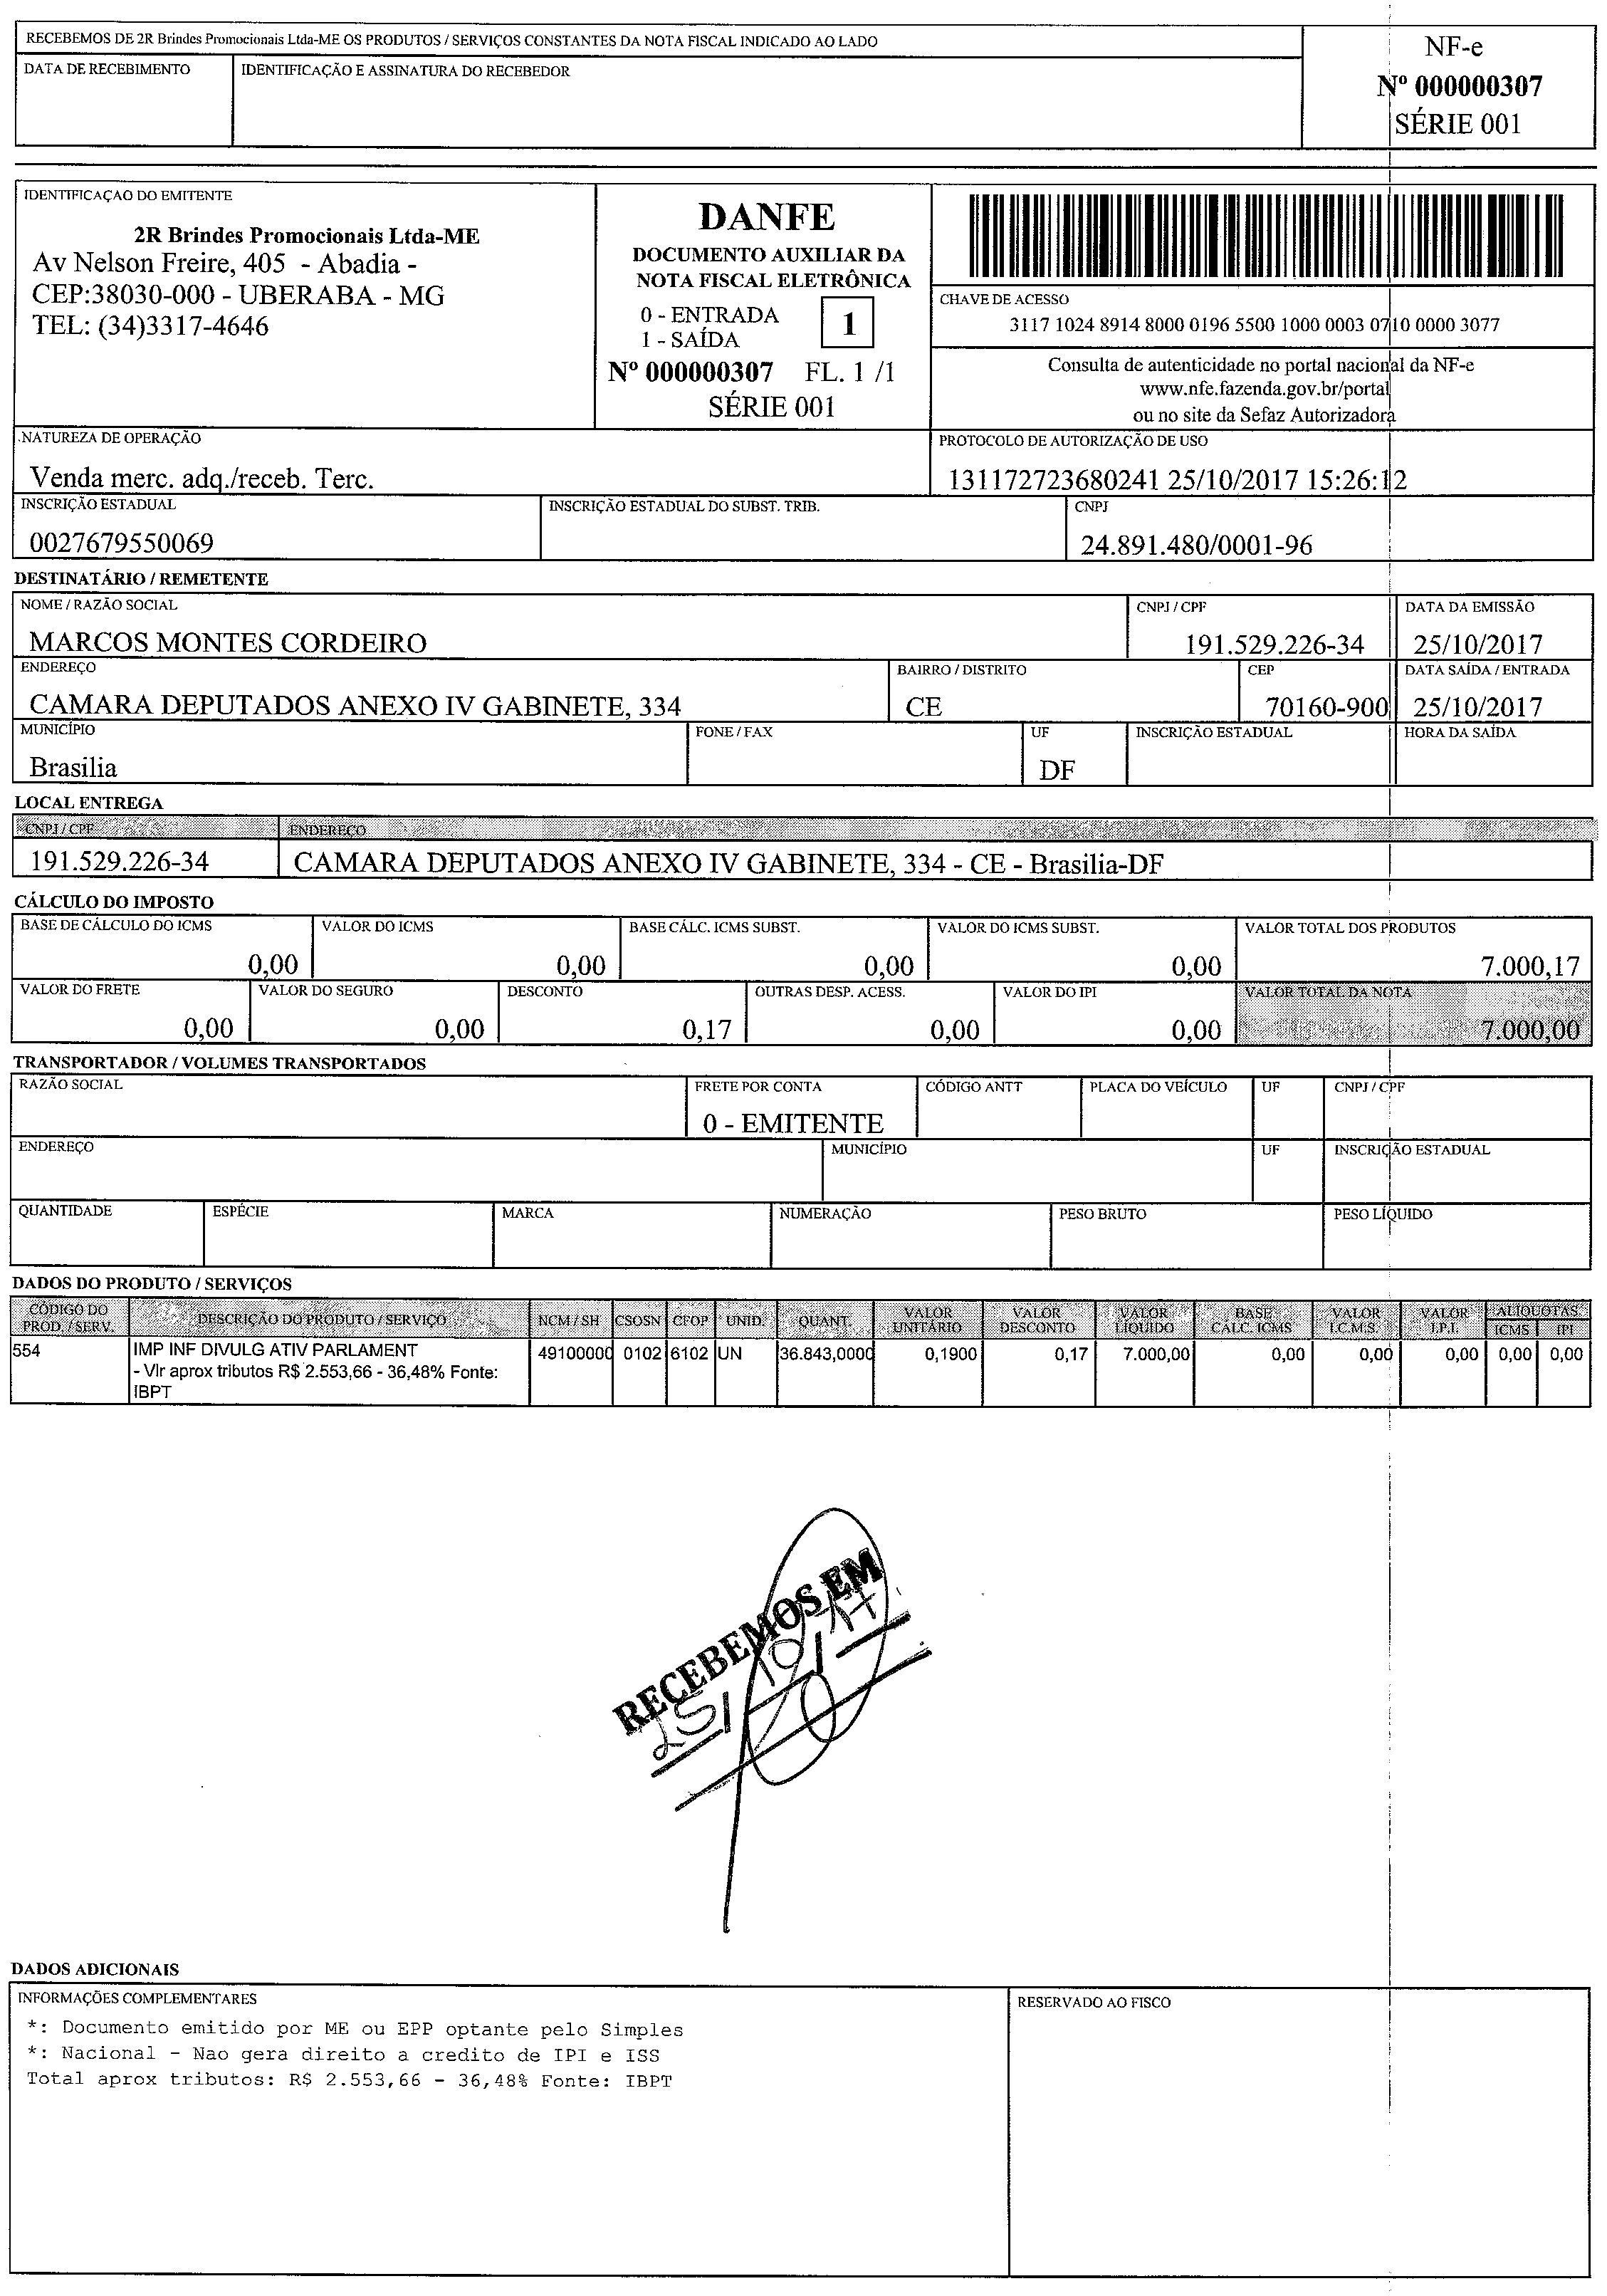 RECEBEMOS DE 2R Brindes Promocionais Ltda-ME OS PRODUTOS / SERVIÇOS CONSTANTES DA NOTA FISCAL INDICADO AO LADO
DATA DE RECEBIMENTO IDENTIFICAÇÃO E ASSINATURA DO RECEBEDOR
NF-e
Nº 000000307
SÉRIE 001
IDENTIFICAÇAO DO EMITENTE
2R Brindes Promocionais Ltda-ME
Av Nelson Freire, 405 - Abadia -
CEP:38030-000 - UBERABA - MG
TEL: (34)3317-4646
DANFE
DOCUMENTO AUXILIAR DA
NOTA FISCAL ELETRÔNICA
0 - ENTRADA
1 - SAÍDA
1
Nº 000000307 FL. 1 /1
SÉRIE 001
CHAVE DE ACESSO
3117 1024 8914 8000 0196 5500 1000 0003 0710 0000 3077
Consulta de autenticidade no portal nacional da NF-e
www.nfe.fazenda.gov.br/portal
ou no site da Sefaz Autorizadora
NATUREZA DE OPERAÇÃO PROTOCOLO DE AUTORIZAÇÃO DE USO
Venda merc. adq./receb. Terc. 131172723680241 25/10/2017 15:26:12
INSCRIÇÃO ESTADUAL INSCRIÇÃO ESTADUAL DO SUBST. TRIB. CNPJ
0027679550069 24.891.480/0001-96
DESTINATÁRIO / REMETENTE
NOME / RAZÃO SOCIAL CNPJ / CPF DATA DA EMISSÃO
MARCOS MONTES CORDEIRO 191.529.226-34 25/10/2017
ENDEREÇO BAIRRO / DISTRITO CEP DATA SAÍDA / ENTRADA
CAMARA DEPUTADOS ANEXO IV GABINETE, 334 CE 70160-900 25/10/2017
MUNICÍPIO FONE / FAX UF INSCRIÇÃO ESTADUAL HORA DA SAÍDA
Brasilia DF
LOCAL ENTREGA
CNPJ / CPF ENDEREÇO
191.529.226-34 CAMARA DEPUTADOS ANEXO IV GABINETE, 334 - CE - Brasilia-DF
CÁLCULO DO IMPOSTO
BASE DE CÁLCULO DO ICMS VALOR DO ICMS BASE CÁLC. ICMS SUBST. VALOR DO ICMS SUBST. VALOR TOTAL DOS PRODUTOS
0,00 0,00 0,00 0,00 7.000,17
VALOR DO FRETE VALOR DO SEGURO DESCONTO OUTRAS DESP. ACESS. VALOR DO IPI VALOR TOTAL DA NOTA
0,00 0,00 0,17 0,00 0,00 7.000,00
TRANSPORTADOR / VOLUMES TRANSPORTADOS
RAZÃO SOCIAL FRETE POR CONTA CÓDIGO ANTT PLACA DO VEÍCULO UF CNPJ / CPF
0 - EMITENTE
ENDEREÇO MUNICÍPIO UF INSCRIÇÃO ESTADUAL
QUANTIDADE ESPÉCIE MARCA NUMERAÇÃO PESO BRUTO PESO LÍQUIDO
DADOS DO PRODUTO / SERVIÇOS
CÓDIGO DO PROD. / SERV. DESCRIÇÃO DO PRODUTO / SERVIÇO NCM / SH CSOSN CFOP UNID. QUANT. VALOR UNITÁRIO VALOR DESCONTO VALOR LÍQUIDO BASE CALC. ICMS VALOR I.C.M.S. VALOR I.P.I. ALIQUOTAS ICMS IPI
554 IMP INF DIVULG ATIV PARLAMENT 49100000 0102 6102 UN 36.843,0000 0,1900 0,17 7.000,00 0,00 0,00 0,00 0,00 0,00
- Vlr aprox tributos R$ 2.553,66 - 36,48% Fonte:
IBPT
RECEBEMOS EM
25/10/17
DADOS ADICIONAIS
INFORMAÇÕES COMPLEMENTARES RESERVADO AO FISCO
*: Documento emitido por ME ou EPP optante pelo Simples
*: Nacional - Nao gera direito a credito de IPI e ISS
Total aprox tributos: R$ 2.553,66 - 36,48% Fonte: IBPT